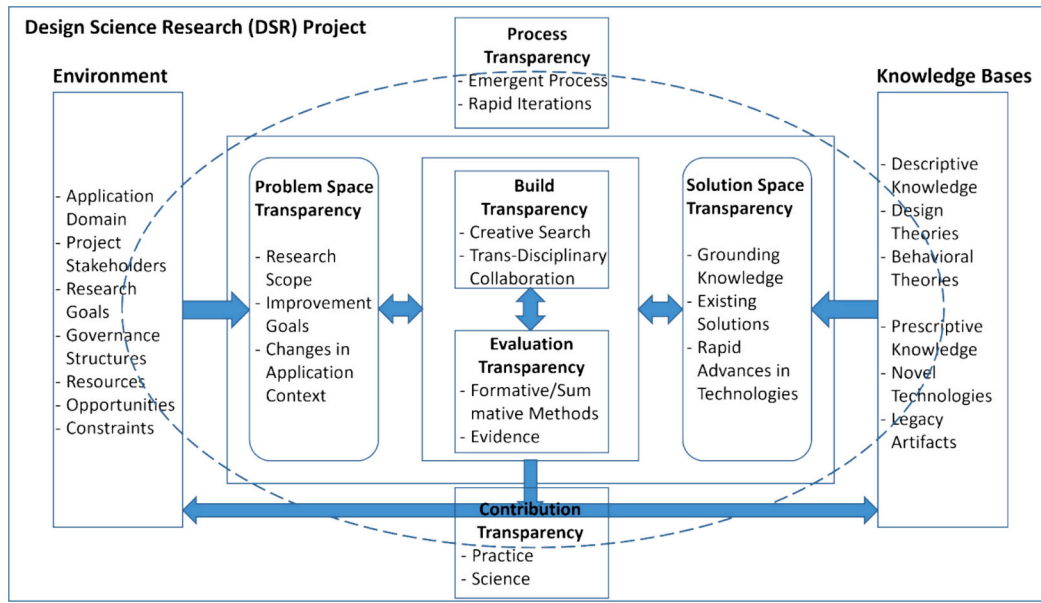 Design Science Research (DSR) Project
Process
Transparency
- Emergent Process
- Rapid Iterations
Environment
- Application
Domain
- Project
Stakeholders
- Research
Goals
- Governance
Structures
- Resources
- Opportunities
- Constraints
Problem Space
Transparency
- Research
Scope
- Improvement
Goals
- Changes in
Application
Context
Build
Transparency
- Creative Search
- Trans-Disciplinary
Collaboration
Evaluation
Transparency
- Formative/Sum
mative Methods
- Evidence
Solution Space
Transparency
- Grounding
Knowledge
- Existing
Solutions
- Rapid
Advances in
Technologies
Knowledge Bases
- Descriptive
Knowledge
- Design
Theories
- Behavioral
Theories
- Prescriptive
Knowledge
- Novel
Technologies
- Legacy
Artifacts
Contribution
Transparency
- Practice
- Science